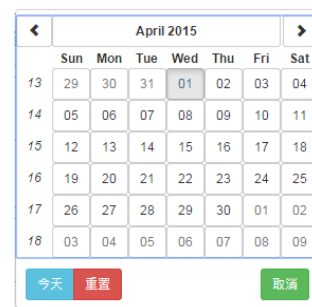 April 2015
Sun Mon Tue Wed Thu Fri Sat
13 29 30 31 01 02 03 04
14 05 06 07 08 09 10 11
15 12 13 14 15 16 17 18
16 19 20 21 22 23 24 25
17 26 27 28 29 30 01 02
18 03 04 05 06 07 08 09
今天 重置 取消